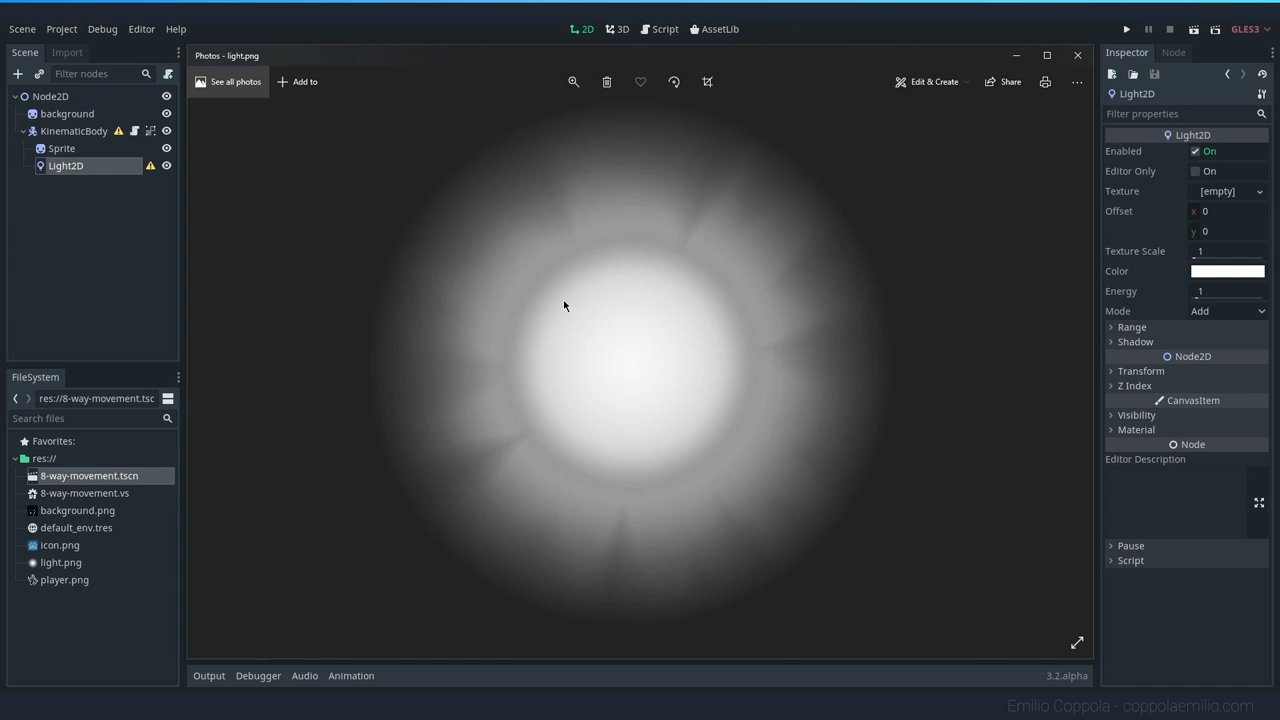 Scene Project Debug Editor Help
2D 3D Script AssetLib
GLES3
Scene Import
Filter nodes
Node2D
background
KinematicBody
Sprite
Light2D
FileSystem
res://8-way-movement.tsc
Search files
Favorites:
res://
8-way-movement.tscn
8-way-movement.vs
background.png
default_env.tres
icon.png
light.png
player.png
Photos - light.png
See all photos Add to
Edit & Create Share
Output Debugger Audio Animation
3.2.alpha
Inspector Node
Light2D
Filter properties
Light2D
Enabled On
Editor Only On
Texture [empty]
Offset x 0
y 0
Texture Scale 1
Color
Energy 1
Mode Add
Range
Shadow
Node2D
Transform
Z Index
CanvasItem
Visibility
Material
Node
Editor Description
Pause
Script
Emilio Coppola - coppolaemilio.com